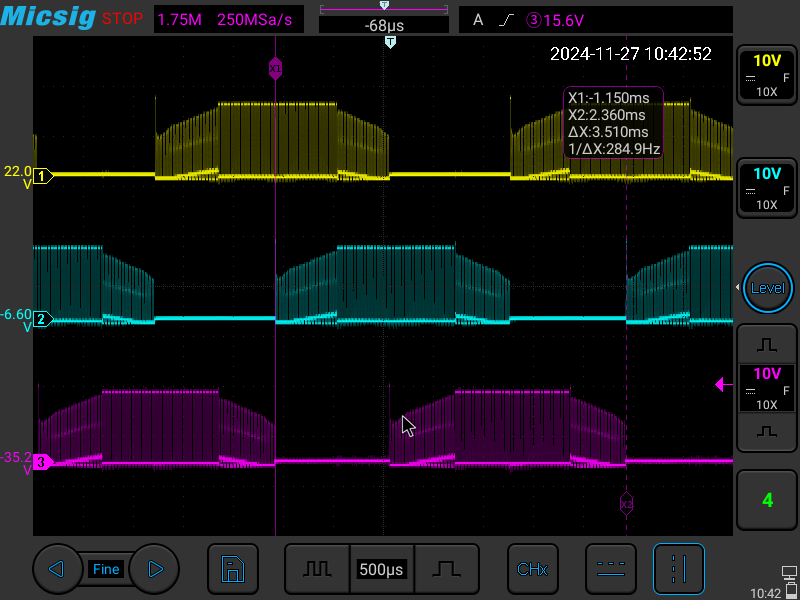 Micsig STOP 1.75M 250MSa/s -68μs A ③15.6V
T
T
2024-11-27 10:42:52
X1
X1:-1.150ms
X2:2.360ms
ΔX:3.510ms
1/ΔX:284.9Hz
10V
F
10X
22.0
V
1
10V
F
10X
Level
-6.60
V
2
10V
F
10X
-35.2
V
3
X2
4
Fine
500μs
CHx
10:42